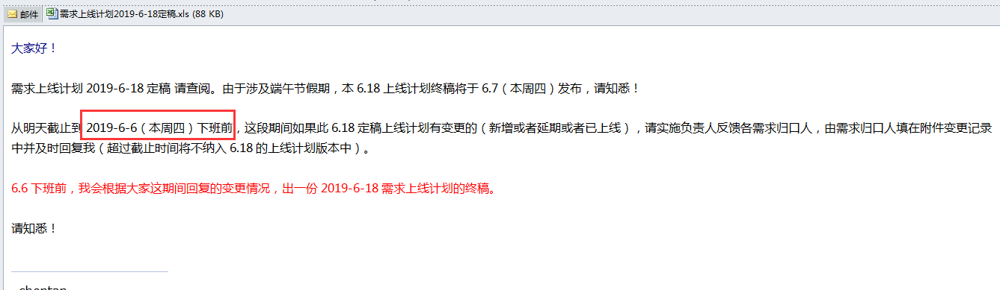 邮件 需求上线计划2019-6-18定稿.xls (88 KB)
大家好！
需求上线计划 2019-6-18 定稿 请查阅。由于涉及端午节假期，本 6.18 上线计划终稿将于 6.7（本周四）发布，请知悉！
从明天截止到 2019-6-6（本周四）下班前，这段期间如果此 6.18 定稿上线计划有变更的（新增或者延期或者已上线），请实施负责人反馈各需求归口人，由需求归口人填在附件变更记录
中并及时回复我（超过截止时间将不纳入 6.18 的上线计划版本中）。
6.6 下班前，我会根据大家这期间回复的变更情况，出一份 2019-6-18 需求上线计划的终稿。
请知悉！